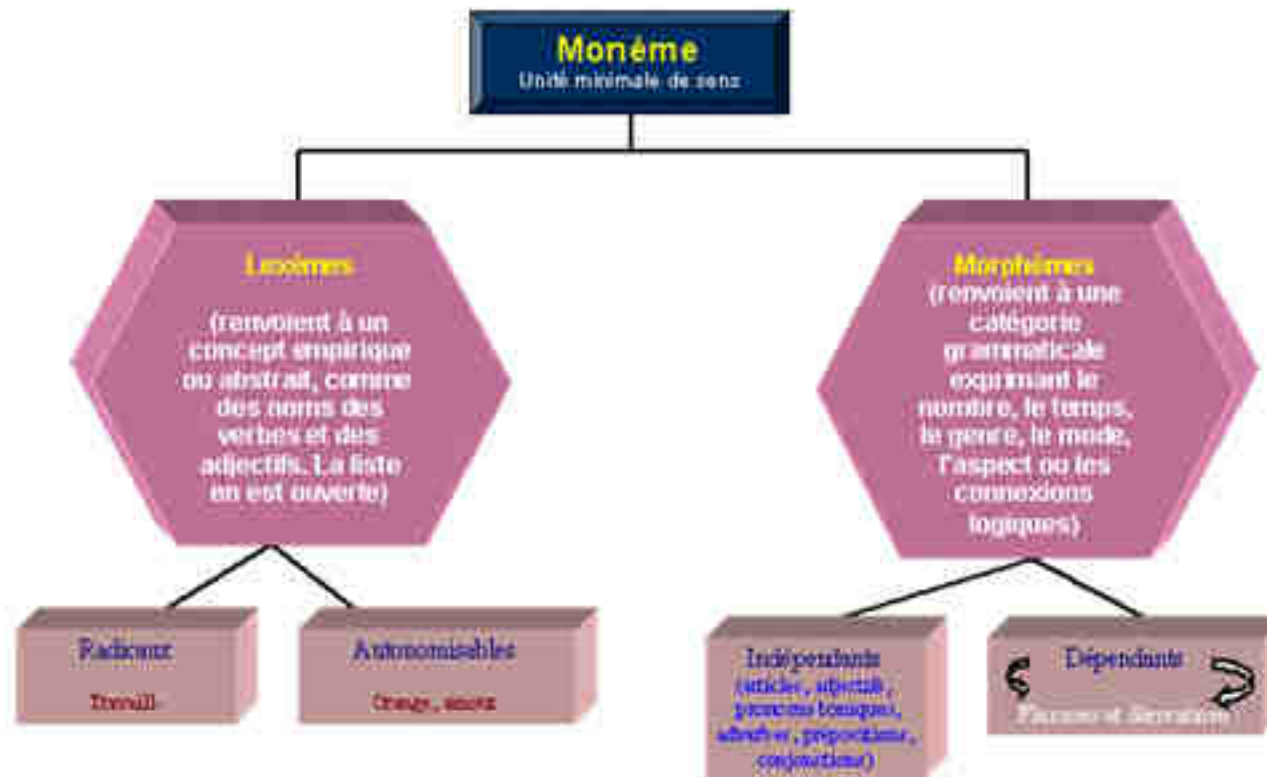 Monème
Unité minimale de sens
Lexèmes
(renvoient à un
concept empirique
ou abstrait, comme
des noms des
verbes et des
adjectifs. La liste
en est ouverte)
Morphèmes
(renvoient à une
catégorie
grammaticale
exprimant le
nombre, le temps,
le genre, le mode,
l'aspect ou les
connexions
logiques)
Radicaux
Travaill-
Autonomisables
Orange, amour
Indépendants
(articles, adjectifs,
pronoms toniques,
adverbes, prépositions,
conjonctions)
Dépendants
Flexions et dérivations